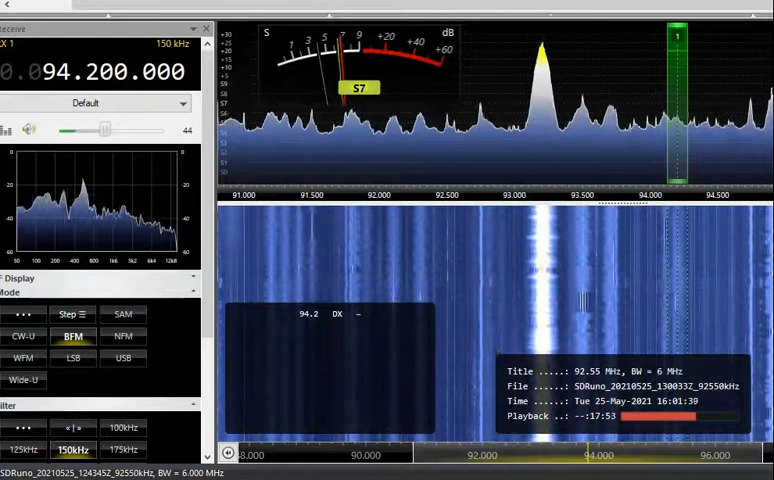 Receive
RX 1 150 kHz
0.094.200.000
Default
44
0 0
-20 -20
-40 -40
-60 -60
50 100 200 400 800 1k6 3k2 6k4 12k8
RF Display
Mode
••• Step ☰ SAM
CW-U BFM NFM
WFM LSB USB
Wide-U
Filter
••• «|» 100kHz
125kHz 150kHz 175kHz
S dB
1 3 5 7 9 +20 +40 +60
S7
+30
+25
+20
+15
+10
+5
S9
S8
S7
S6
S5
S4
S3
S2
S1
S0
1
91.000 91.500 92.000 92.500 93.000 93.500 94.000 94.500
94.2 DX –
Title .....: 92.55 MHz, BW = 6 MHz
File ......: SDRuno_20210525_130033Z_92550kHz
Time ......: Tue 25-May-2021 16:01:39
Playback ..: --:17:53
88.000 90.000 92.000 94.000 96.000
SDRuno_20210525_124345Z_92550kHz, BW = 6.000 MHz